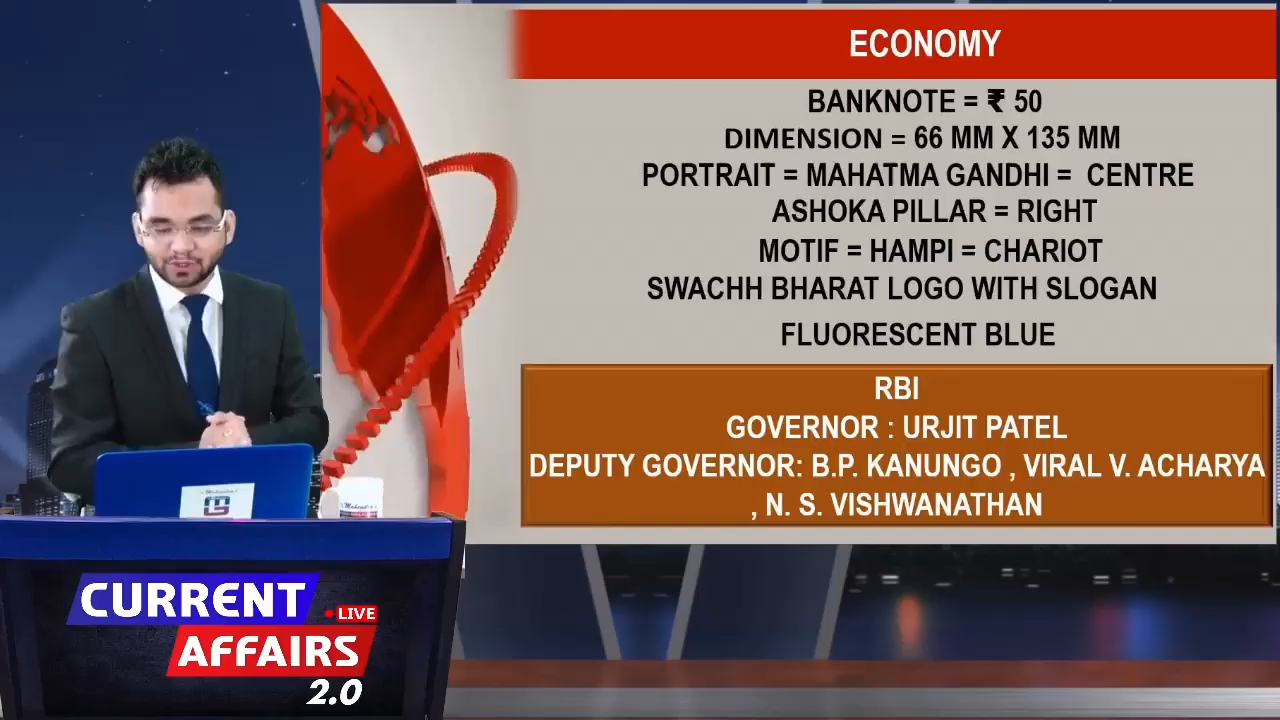 ECONOMY
BANKNOTE = ₹ 50
DIMENSION = 66 MM X 135 MM
PORTRAIT = MAHATMA GANDHI = CENTRE
ASHOKA PILLAR = RIGHT
MOTIF = HAMPI = CHARIOT
SWACHH BHARAT LOGO WITH SLOGAN
FLUORESCENT BLUE
RBI
GOVERNOR : URJIT PATEL
DEPUTY GOVERNOR: B.P. KANUNGO , VIRAL V. ACHARYA
, N. S. VISHWANATHAN
CURRENT
LIVE
AFFAIRS
2.0